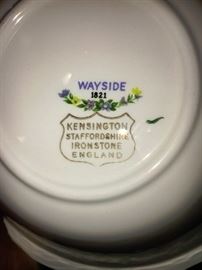 WAYSIDE
1821
KENSINGTON
STAFFORDSHIRE
IRONSTONE
ENGLAND